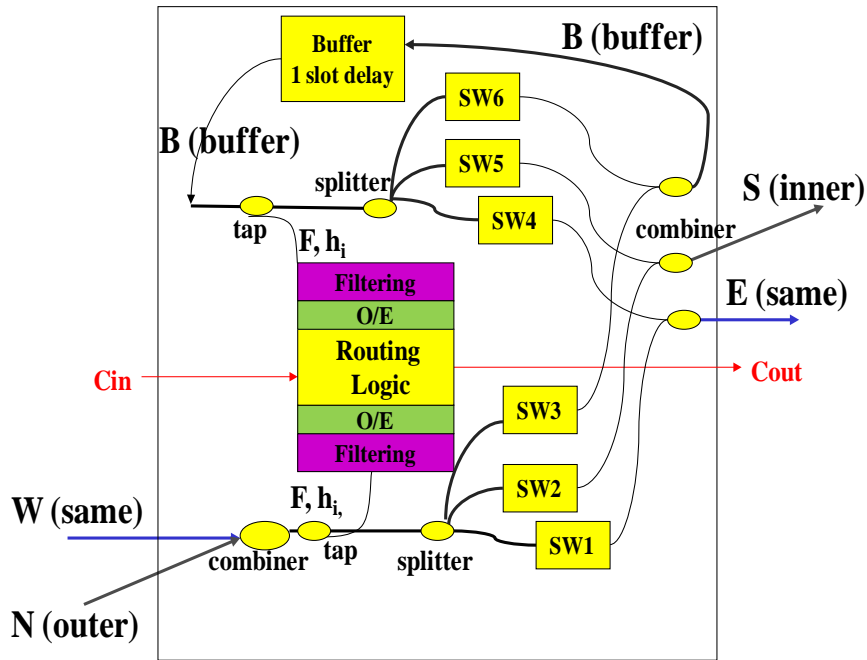 Buffer
1 slot delay
B (buffer)
SW6
B (buffer)
splitter
SW5
S (inner)
SW4
combiner
tap
F, hi
Filtering
E (same)
O/E
Routing
Logic
Cin
Cout
O/E
SW3
Filtering
F, hi,
SW2
W (same)
SW1
combiner
tap
splitter
N (outer)